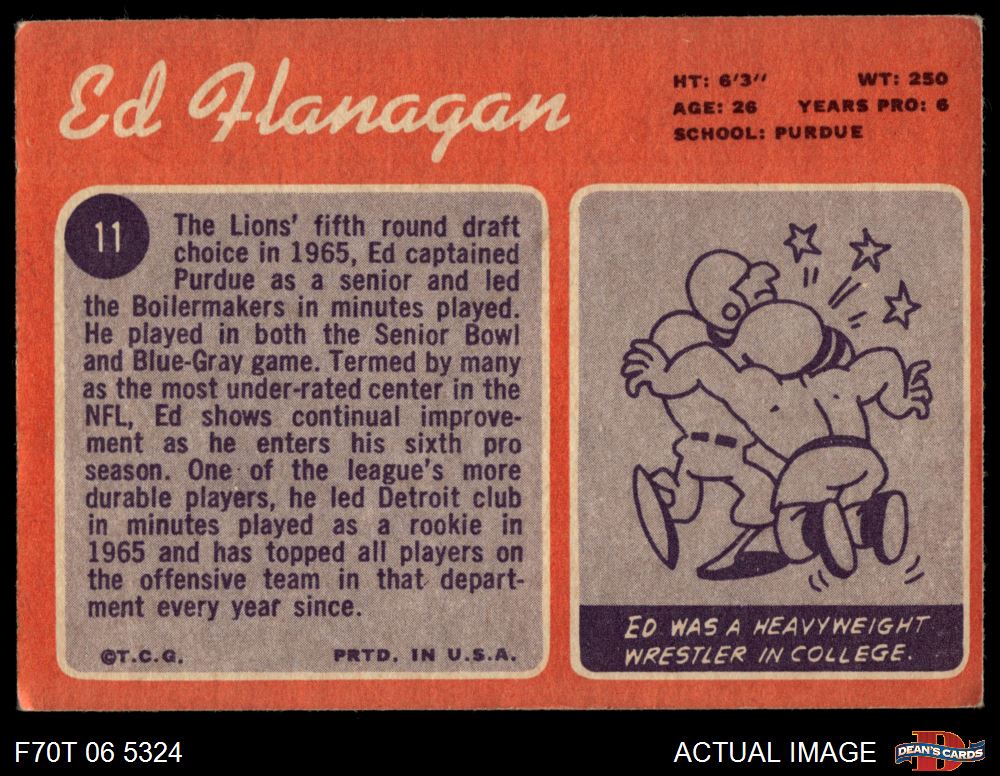 Ed Flanagan
HT: 6'3" WT: 250
AGE: 26 YEARS PRO: 6
SCHOOL: PURDUE
11
The Lions' fifth round draft
choice in 1965, Ed captained
Purdue as a senior and led
the Boilermakers in minutes played.
He played in both the Senior Bowl
and Blue-Gray game. Termed by many
as the most under-rated center in the
NFL, Ed shows continual improve-
ment as he enters his sixth pro
season. One of the league's more
durable players, he led Detroit club
in minutes played as a rookie in
1965 and has topped all players on
the offensive team in that depart-
ment every year since.
©T.C.G. PRTD. IN U.S.A.
ED WAS A HEAVYWEIGHT
WRESTLER IN COLLEGE.
F70T 06 5324
ACTUAL IMAGE
DEAN'S CARDS